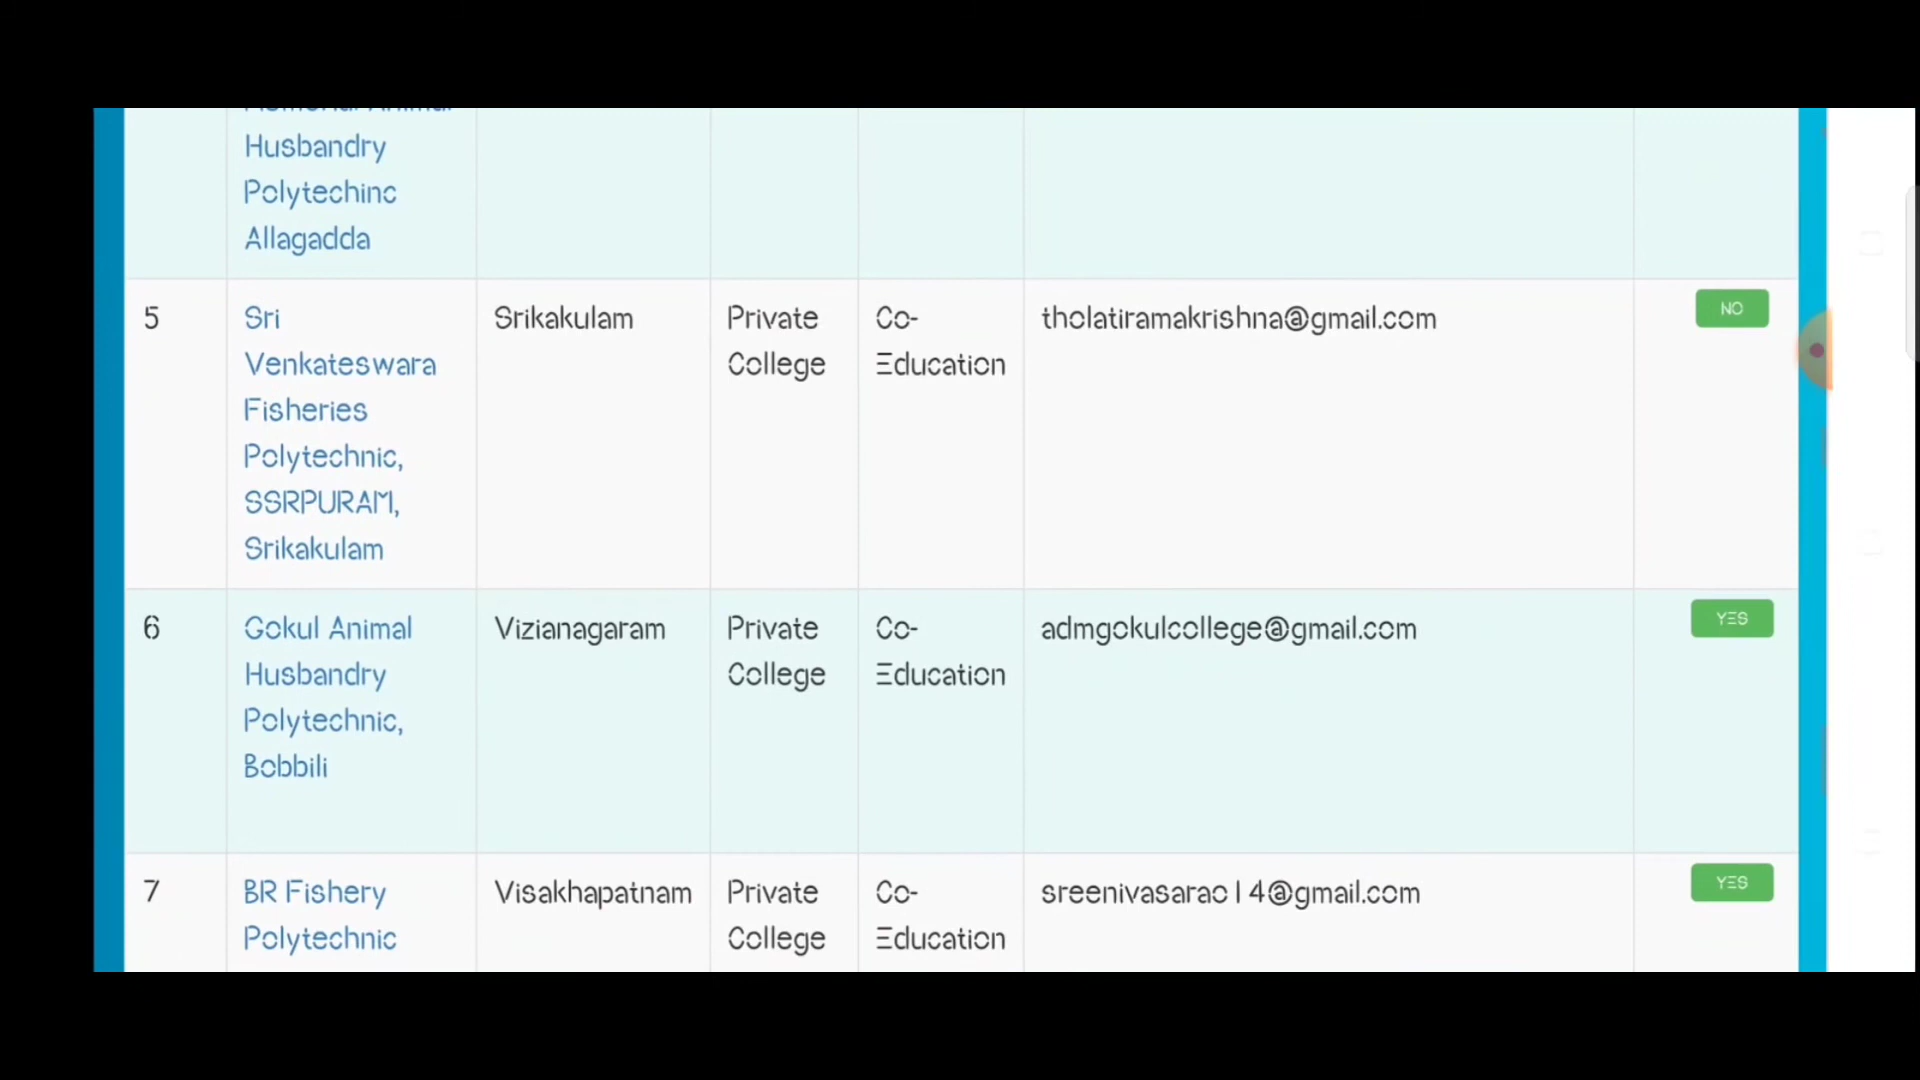 Husbandry
Polytechinc
Allagadda
5
Sri
Venkateswara
Fisheries
Polytechnic,
SSRPURAM,
Srikakulam
Srikakulam
Private
College
Co-
Education
tholatiramakrishna@gmail.com
NO
6
Gokul Animal
Husbandry
Polytechnic,
Bobbili
Vizianagaram
Private
College
Co-
Education
admgokulcollege@gmail.com
YES
7
BR Fishery
Polytechnic
Visakhapatnam
Private
College
Co-
Education
sreenivasarao14@gmail.com
YES